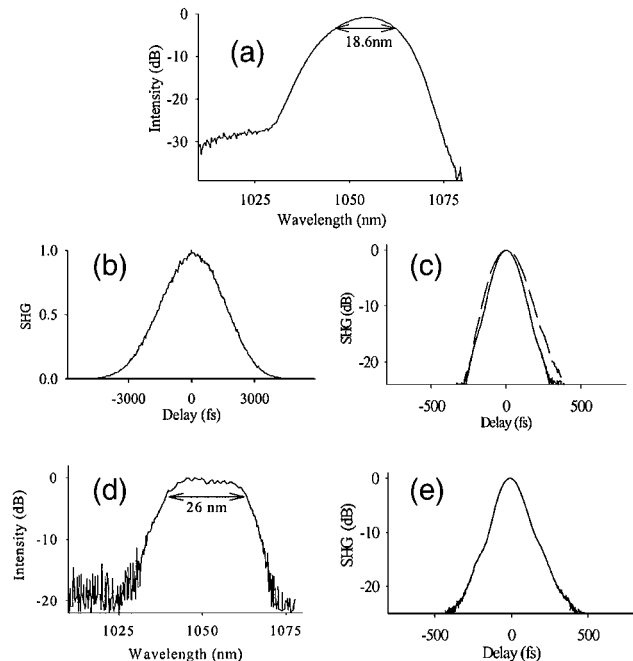 0
-10
-20
-30
Intensity (dB)
(a)
18.6nm
1025 1050 1075
Wavelength (nm)
(b)
1.0
0.5
0.0
SHG
-3000 0 3000
Delay (fs)
(c)
0
-10
-20
SHG (dB)
-500 0 500
Delay (fs)
(d)
0
-10
-20
Intensity (dB)
26 nm
1025 1050 1075
Wavelength (nm)
(e)
0
-10
-20
SHG (dB)
-500 0 500
Delay (fs)